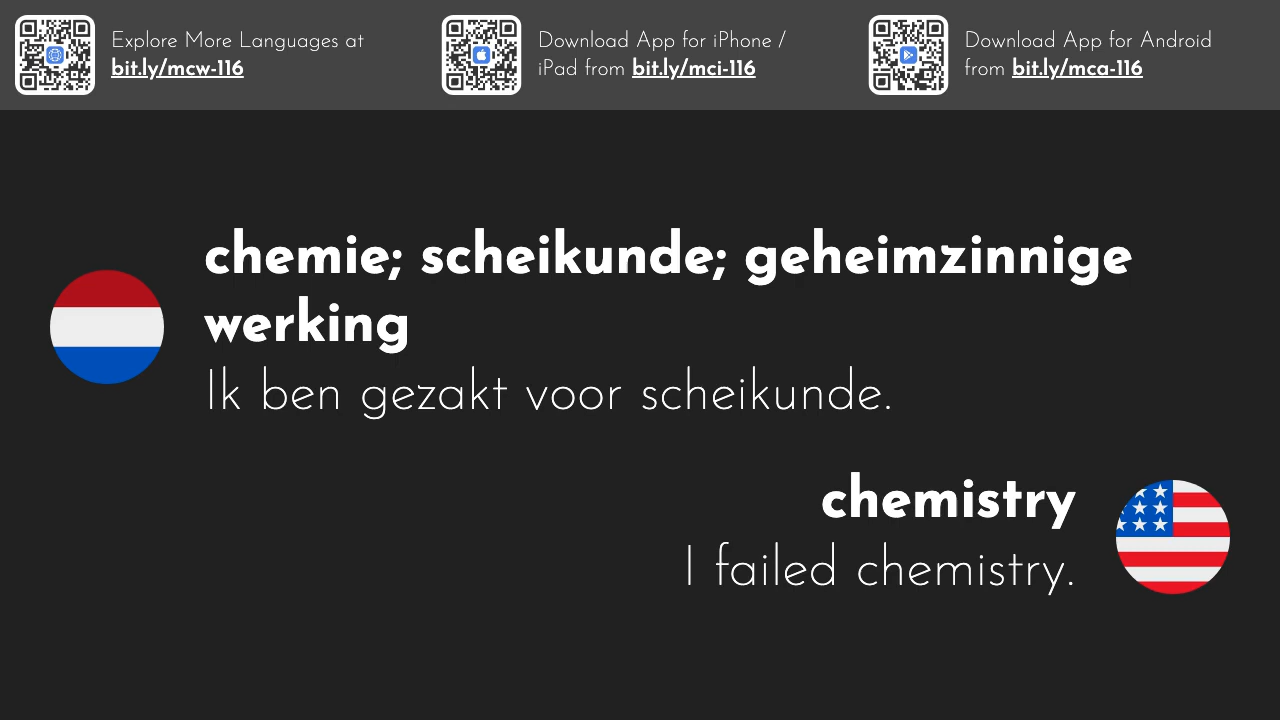 Explore More Languages at
bit.ly/mcw-116
Download App for iPhone /
iPad from bit.ly/mci-116
Download App for Android
from bit.ly/mca-116
chemie; scheikunde; geheimzinnige
werking
Ik ben gezakt voor scheikunde.
chemistry
I failed chemistry.